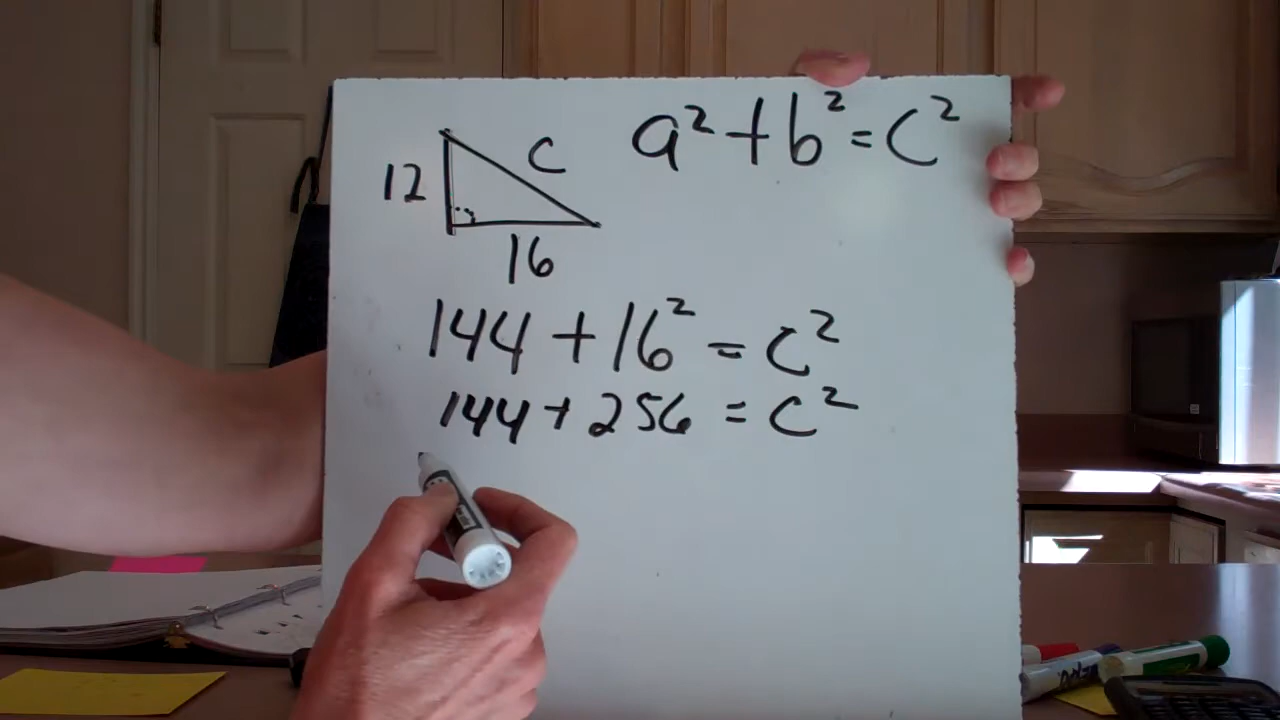 a² + b² = c²
12
c
16
144 + 16² = c²
144 + 256 = c²